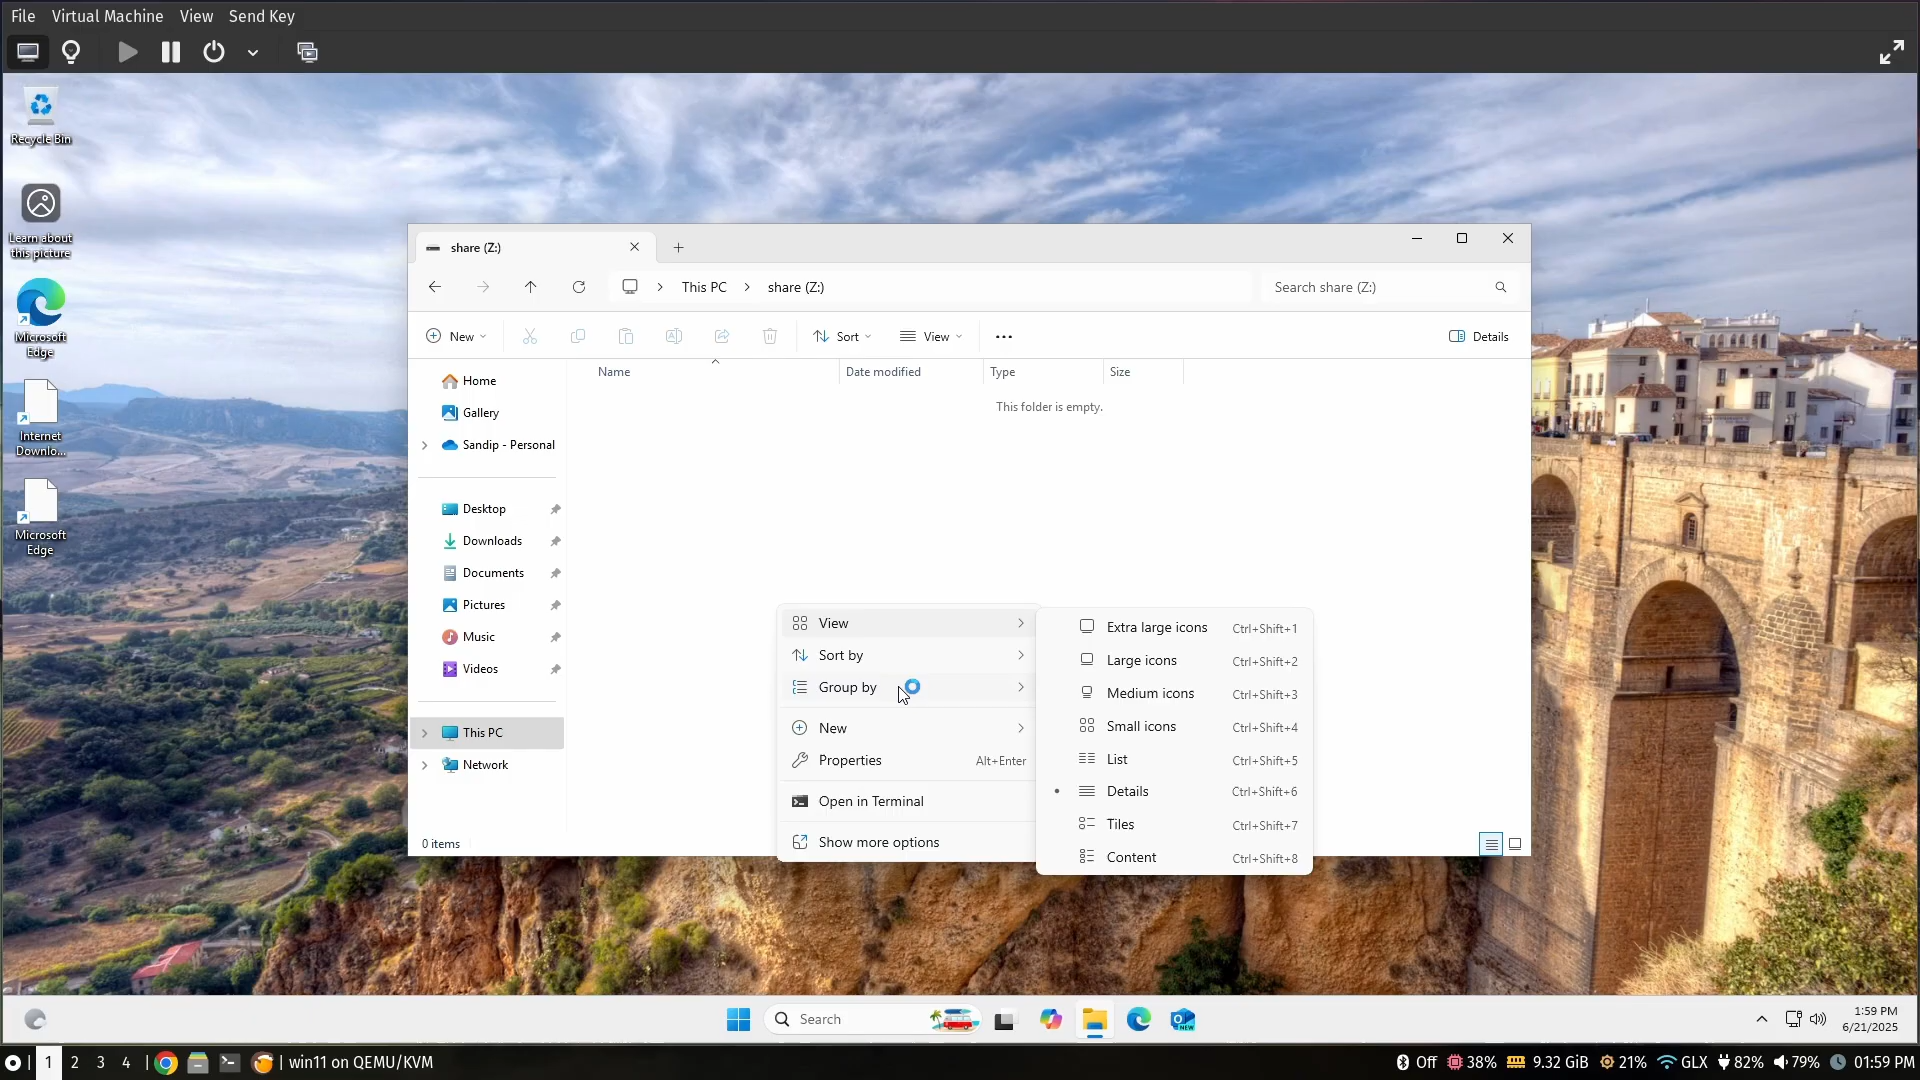 File Virtual Machine View Send Key
Recycle Bin
Learn about
this picture
Microsoft
Edge
Internet
Downlo...
Microsoft
Edge
share (Z:)
This PC > share (Z:)
Search share (Z:)
New
Sort
View
Details
Home
Gallery
Sandip - Personal
Desktop
Downloads
Documents
Pictures
Music
Videos
This PC
Network
Name Date modified Type Size
This folder is empty.
View
Sort by
Group by
New
Properties Alt+Enter
Open in Terminal
Show more options
Extra large icons Ctrl+Shift+1
Large icons Ctrl+Shift+2
Medium icons Ctrl+Shift+3
Small icons Ctrl+Shift+4
List Ctrl+Shift+5
Details Ctrl+Shift+6
Tiles Ctrl+Shift+7
Content Ctrl+Shift+8
0 items
Search
NEW
1:59 PM
6/21/2025
| 1 2 3 4 | | win11 on QEMU/KVM
Off 38% 9.32 GiB 21% GLX 82% 79% 01:59 PM